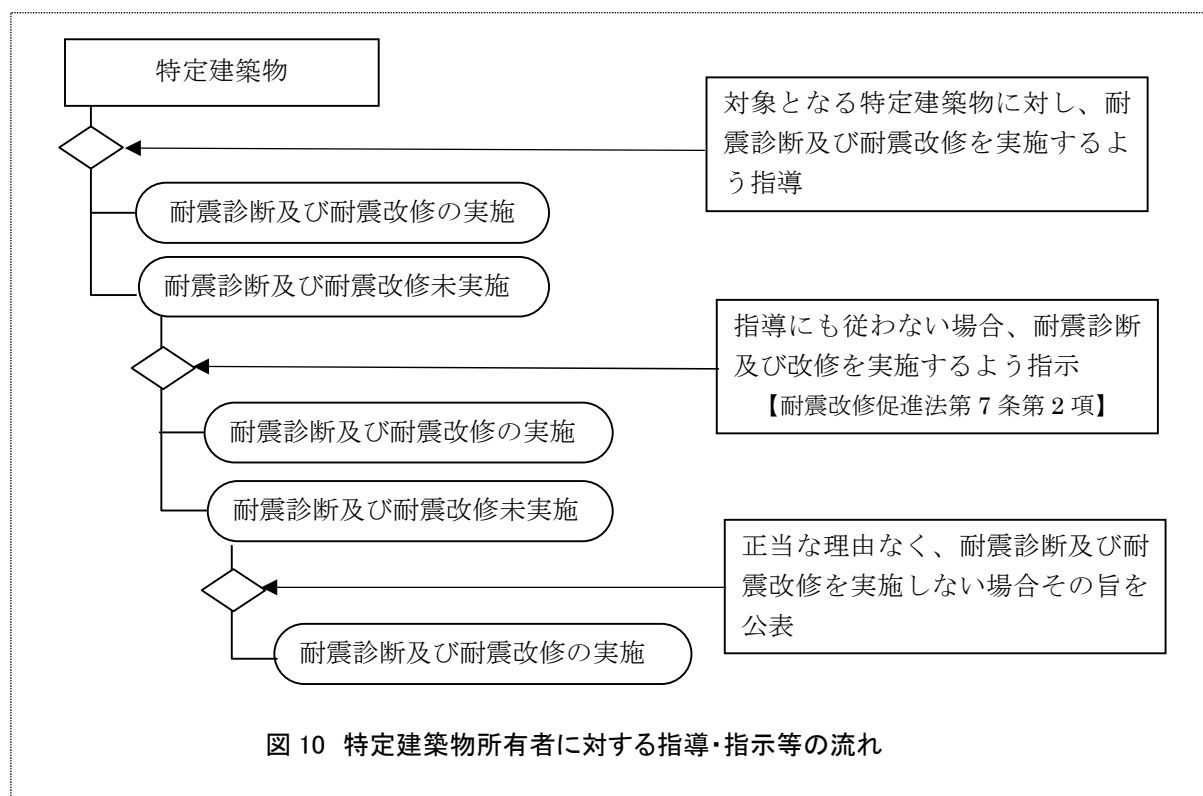 特定建築物
対象となる特定建築物に対し、耐
震診断及び耐震改修を実施するよ
う指導
耐震診断及び耐震改修の実施
耐震診断及び耐震改修未実施
指導にも従わない場合、耐震診断
及び改修を実施するよう指示
【耐震改修促進法第 7 条第 2 項】
耐震診断及び耐震改修の実施
耐震診断及び耐震改修未実施
正当な理由なく、耐震診断及び耐
震改修を実施しない場合その旨を
公表
耐震診断及び耐震改修の実施
図 10 特定建築物所有者に対する指導・指示等の流れ